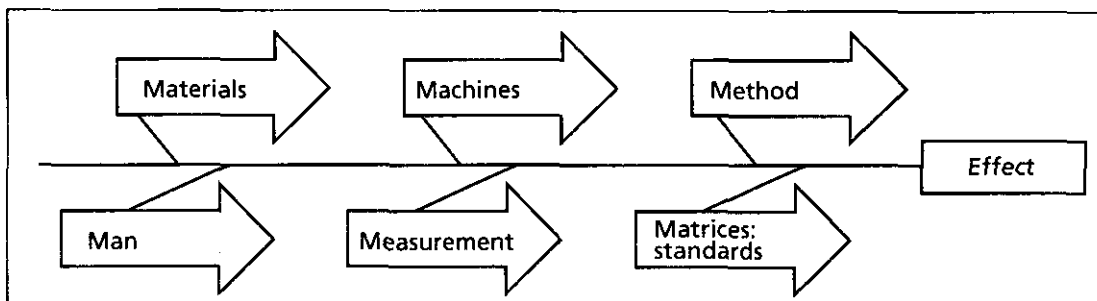 Materials
Machines
Method
Effect
Man
Measurement
Matrices:
standards